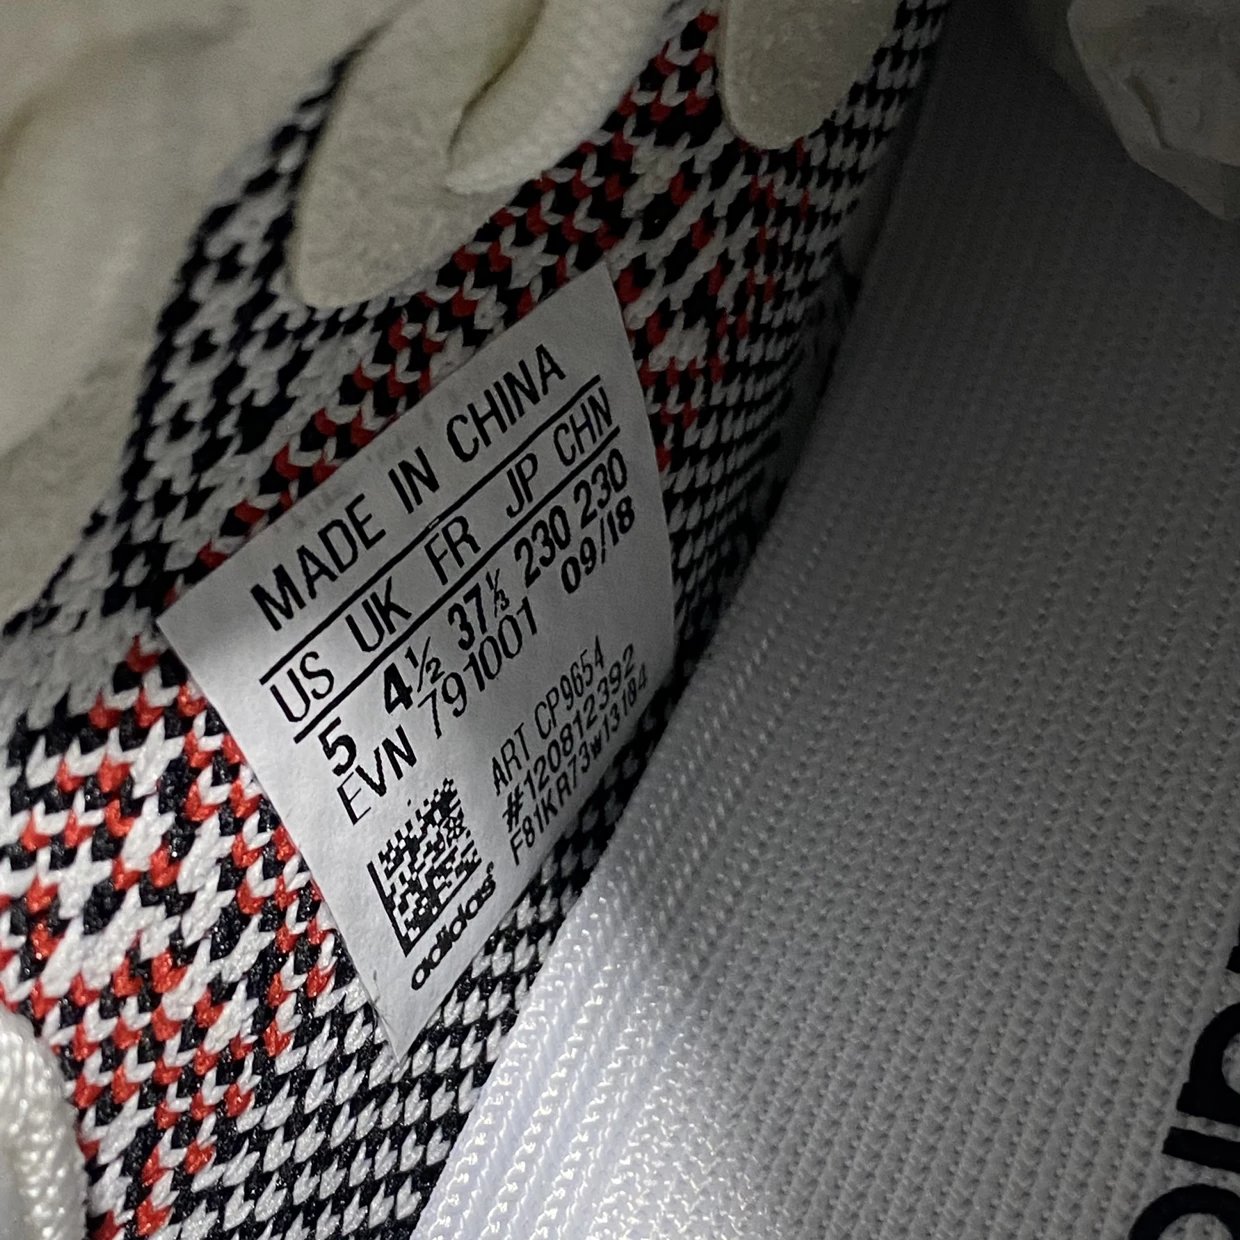 MADE IN CHINA
US UK FR JP CHN
5 4½ 37⅓ 230 230
EVN 791001 09/18
ART CP9654
#120812392
F81KR73w13184
adidas